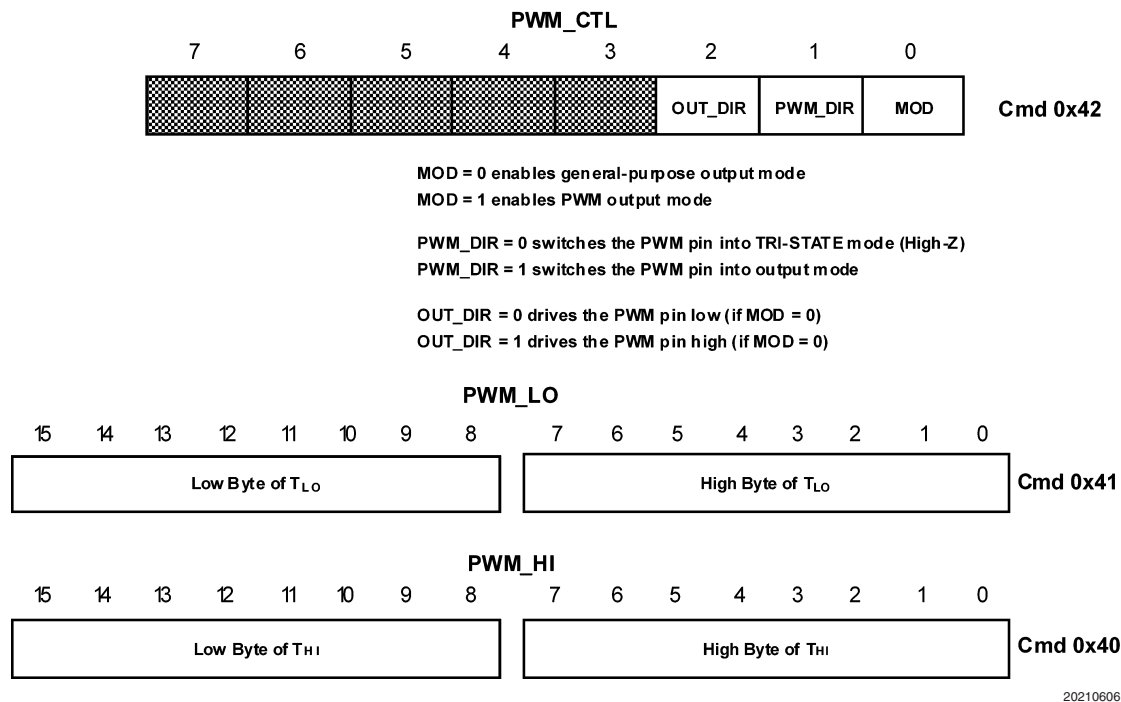 PWM_CTL
7 6 5 4 3 2 1 0
OUT_DIR PWM_DIR MOD Cmd 0x42
MOD = 0 enables general-purpose output mode
MOD = 1 enables PWM output mode
PWM_DIR = 0 switches the PWM pin into TRI-STATE mode (High-Z)
PWM_DIR = 1 switches the PWM pin into output mode
OUT_DIR = 0 drives the PWM pin low (if MOD = 0)
OUT_DIR = 1 drives the PWM pin high (if MOD = 0)
PWM_LO
15 14 13 12 11 10 9 8 7 6 5 4 3 2 1 0
Low Byte of TLO High Byte of TLO Cmd 0x41
PWM_HI
15 14 13 12 11 10 9 8 7 6 5 4 3 2 1 0
Low Byte of THI High Byte of THI Cmd 0x40
20210606